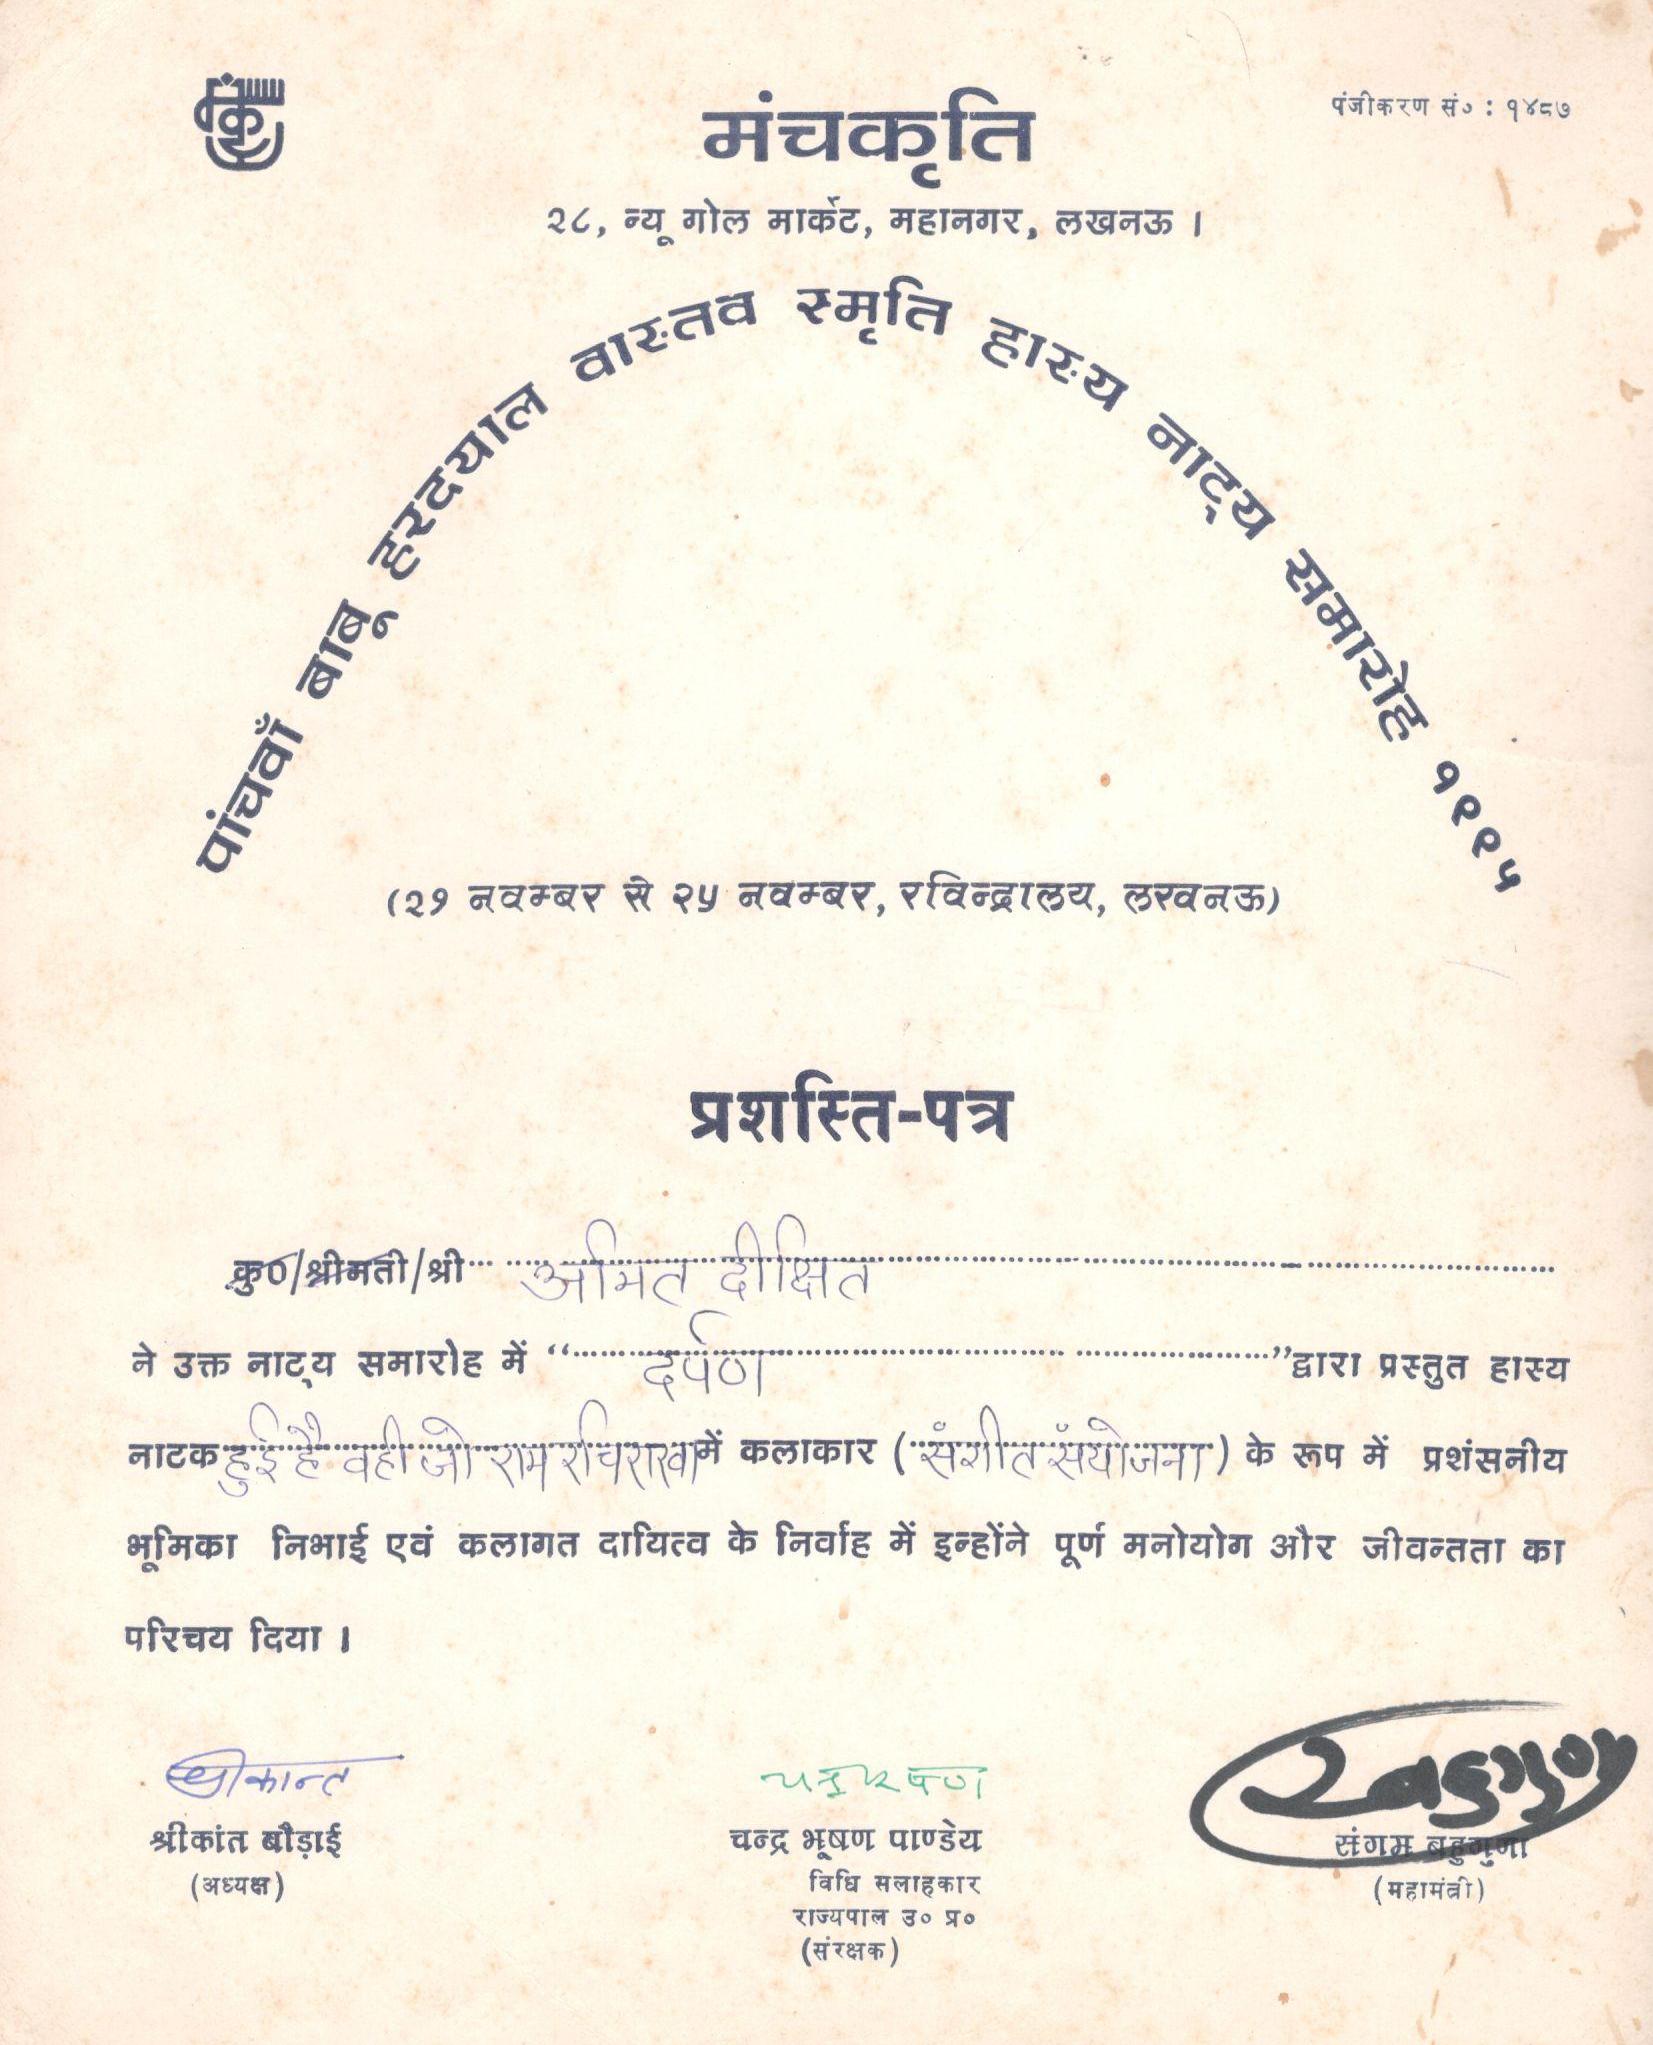 मंचकृति
पंजीकरण सं० : १४८७
२८, न्यू गोल मार्केट, महानगर, लखनऊ ।
पांचवाँ बाबू हरदयाल वास्तव स्मृति हास्य नाट्य समारोह १९९५
(२१ नवम्बर से २५ नवम्बर, रविन्द्रालय, लखनऊ)
प्रशस्ति-पत्र
कु०/श्रीमती/श्री अमित दीक्षित
ने उक्त नाट्य समारोह में “ दर्पण ” द्वारा प्रस्तुत हास्य
नाटक हुई है वही जो राम रचि राखा में कलाकार ( संगीत संयोजना ) के रूप में प्रशंसनीय
भूमिका निभाई एवं कलागत दायित्व के निर्वाह में इन्होंने पूर्ण मनोयोग और जीवन्तता का
परिचय दिया ।
श्रीकान्त
श्रीकांत बौड़ाई
(अध्यक्ष)
चन्द्र भूषण पाण्डेय
विधि सलाहकार
राज्यपाल उ० प्र०
(संरक्षक)
संगम बहुगुणा
(महामंत्री)